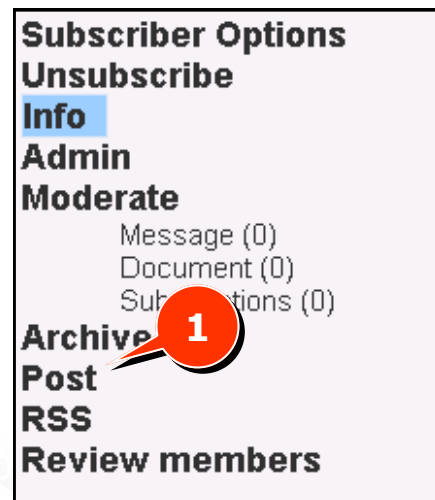 Subscriber Options
Unsubscribe
Info
Admin
Moderate
Message (0)
Document (0)
(0)
Archive
1
Post
RSS
Review members